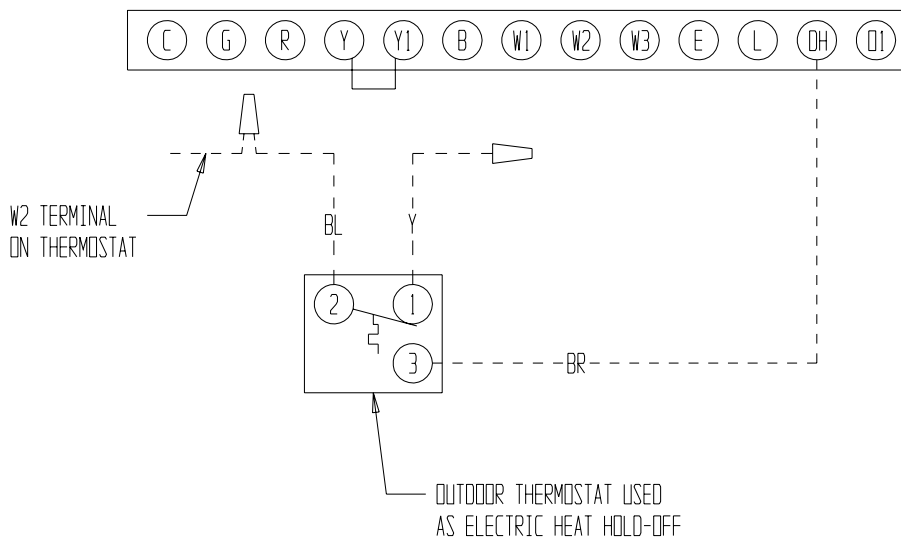 C G R Y Y1 B W1 W2 W3 E L OH O1
W2 TERMINAL
ON THERMOSTAT
BL
Y
2
1
3
BR
OUTDOOR THERMOSTAT USED
AS ELECTRIC HEAT HOLD-OFF